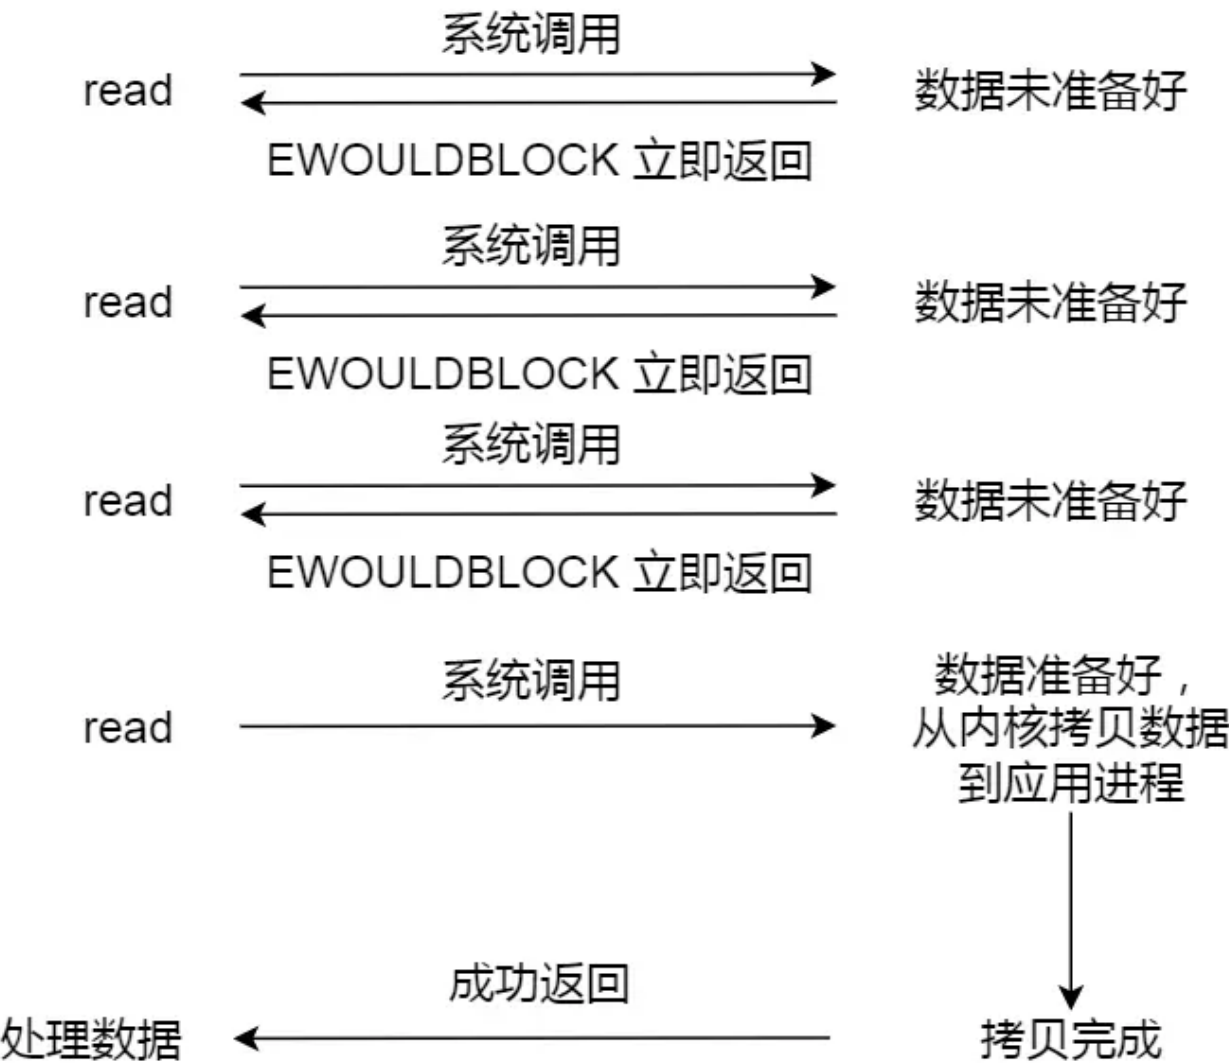 系统调用
read
数据未准备好
EWOULDBLOCK 立即返回
系统调用
read
数据未准备好
EWOULDBLOCK 立即返回
系统调用
read
数据未准备好
EWOULDBLOCK 立即返回
系统调用
read
数据准备好，
从内核拷贝数据
到应用进程
成功返回
处理数据
拷贝完成